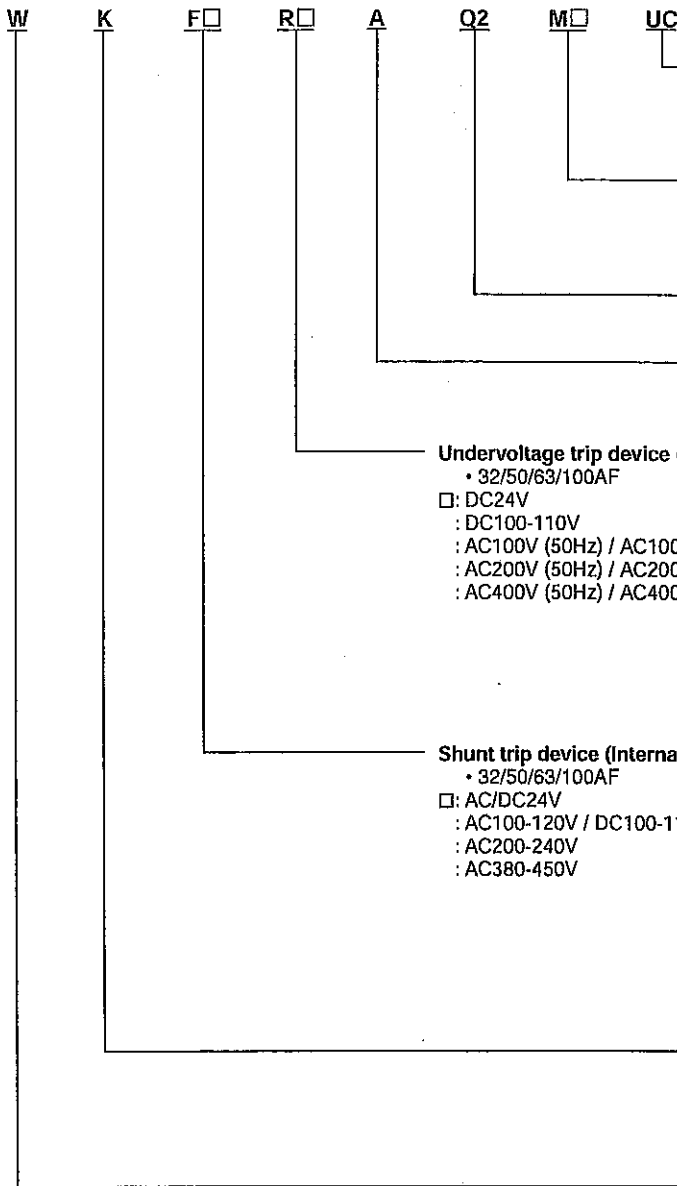 W K F□ R□ A Q2 M□ UC
Undervoltage trip device
• 32/50/63/100AF
□: DC24V
: DC100-110V
: AC100V (50Hz) / AC100
: AC200V (50Hz) / AC200
: AC400V (50Hz) / AC400
Shunt trip device (Interna
• 32/50/63/100AF
□: AC/DC24V
: AC100-120V / DC100-11
: AC200-240V
: AC380-450V